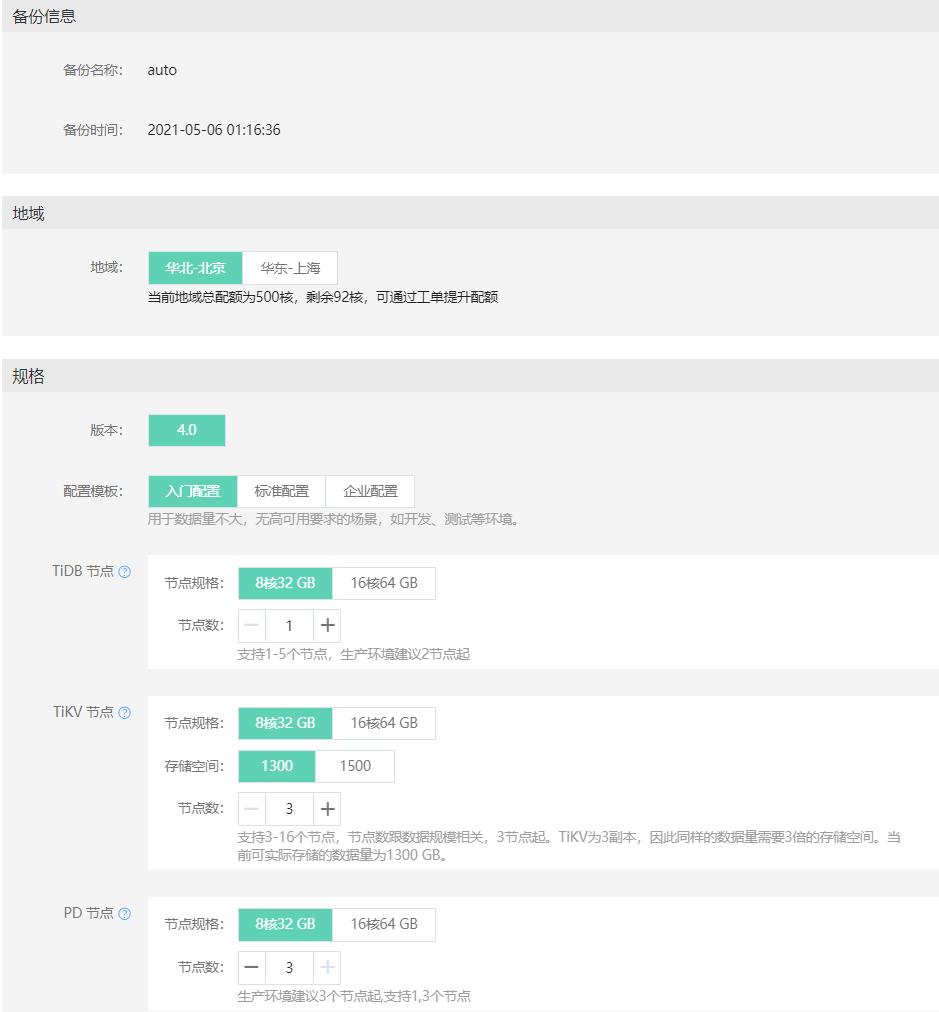 备份信息
备份名称： auto
备份时间： 2021-05-06 01:16:36
地域
地域： 华北-北京 华东-上海
当前地域总配额为500核，剩余92核，可通过工单提升配额
规格
版本： 4.0
配置模板： 入门配置 标准配置 企业配置
用于数据量不大，无高可用要求的场景，如开发、测试等环境。
TiDB 节点 ? 节点规格： 8核32 GB 16核64 GB
节点数： — 1 +
支持1-5个节点，生产环境建议2节点起
TiKV 节点 ? 节点规格： 8核32 GB 16核64 GB
存储空间： 1300 1500
节点数： — 3 +
支持3-16个节点，节点数跟数据规模相关，3节点起。TiKV为3副本，因此同样的数据量需要3倍的存储空间。当
前可实际存储的数据量为1300 GB。
PD 节点 ? 节点规格： 8核32 GB 16核64 GB
节点数： — 3 +
生产环境建议3个节点起,支持1,3个节点